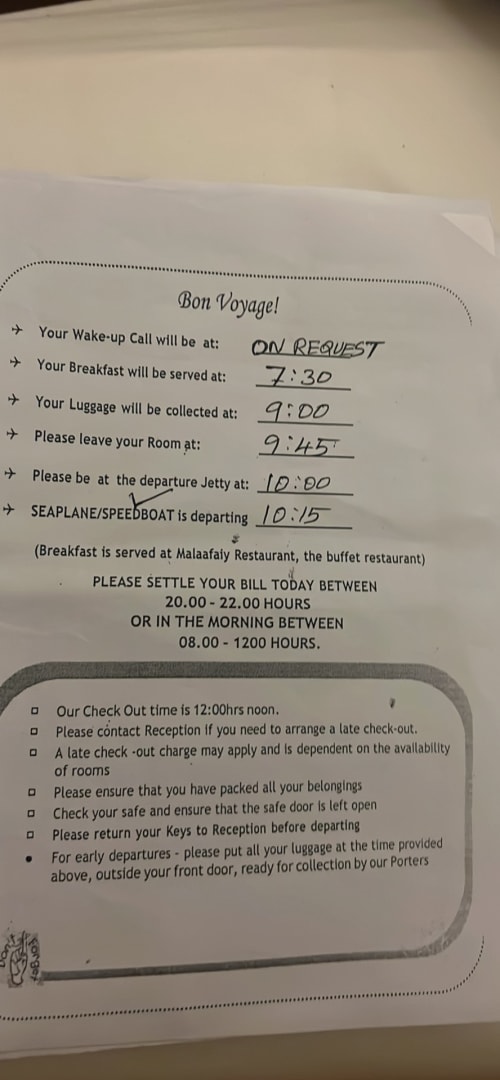 Bon Voyage!
Your Wake-up Call will be at: ON REQUEST
Your Breakfast will be served at: 7:30
Your Luggage will be collected at: 9:00
Please leave your Room at: 9:45
Please be at the departure Jetty at: 10:00
SEAPLANE/SPEEDBOAT is departing 10:15
(Breakfast is served at Malaafaiy Restaurant, the buffet restaurant)
PLEASE SETTLE YOUR BILL TODAY BETWEEN
20.00 - 22.00 HOURS
OR IN THE MORNING BETWEEN
08.00 - 1200 HOURS.
Our Check Out time is 12:00hrs noon.
Please contact Reception if you need to arrange a late check-out.
A late check -out charge may apply and is dependent on the availability
of rooms
Please ensure that you have packed all your belongings
Check your safe and ensure that the safe door is left open
Please return your Keys to Reception before departing
For early departures - please put all your luggage at the time provided
above, outside your front door, ready for collection by our Porters